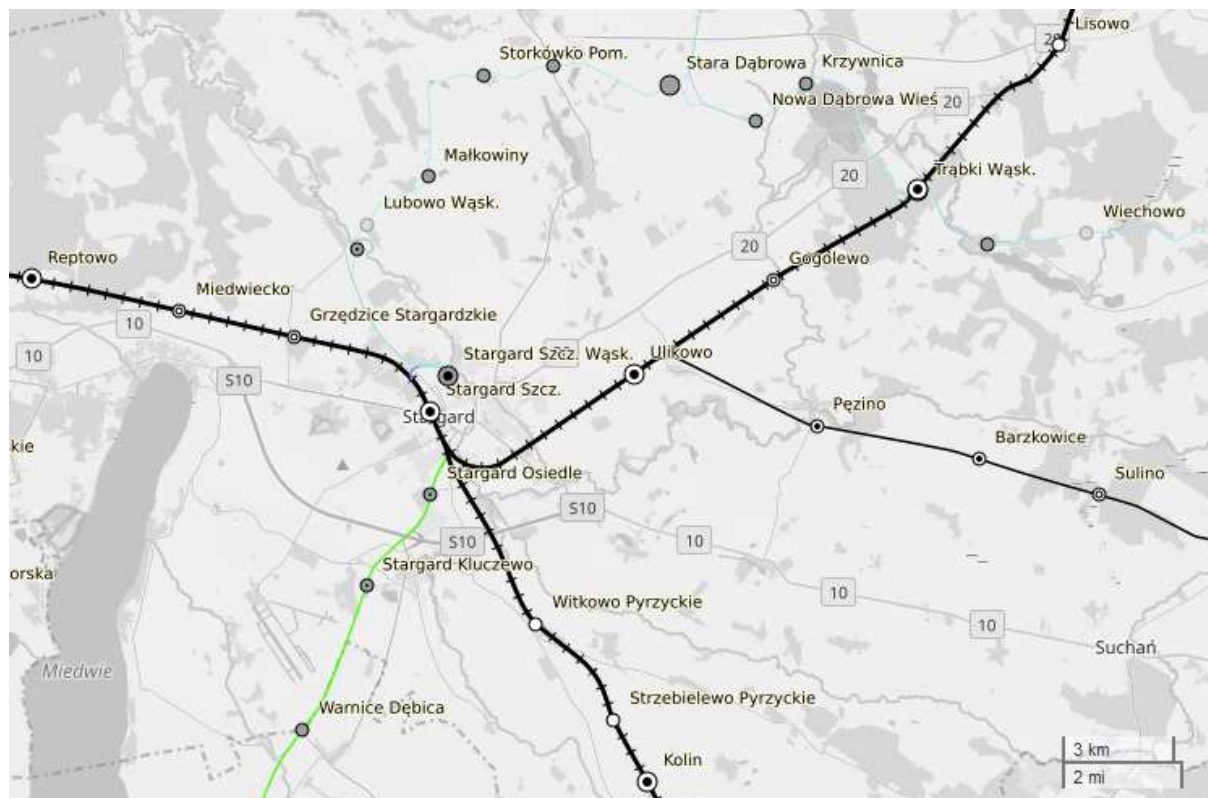 Lisowo
20
Storkówko Pom.
Stara Dąbrowa
Krzywnica
Nowa Dąbrowa Wieś
20
Małkowiny
Trąbki Wąsk.
20
Lubowo Wąsk.
Wiechowo
20
Reptowo
Gogolewo
Miedwiecko
Grzędzice Stargardzkie
10
10
Stargard Szcz. Wąsk.
Ulikowo
S10
Stargard Szcz.
Stargard
Pęzino
kie
Barzkowice
Stargard Osiedle
Sulino
S10
S10
10
orska
Stargard Kluczewo
10
Witkowo Pyrzyckie
10
Suchań
Miedwie
Strzebielewo Pyrzyckie
Warnice Dębica
Kolin
3 km
2 mi